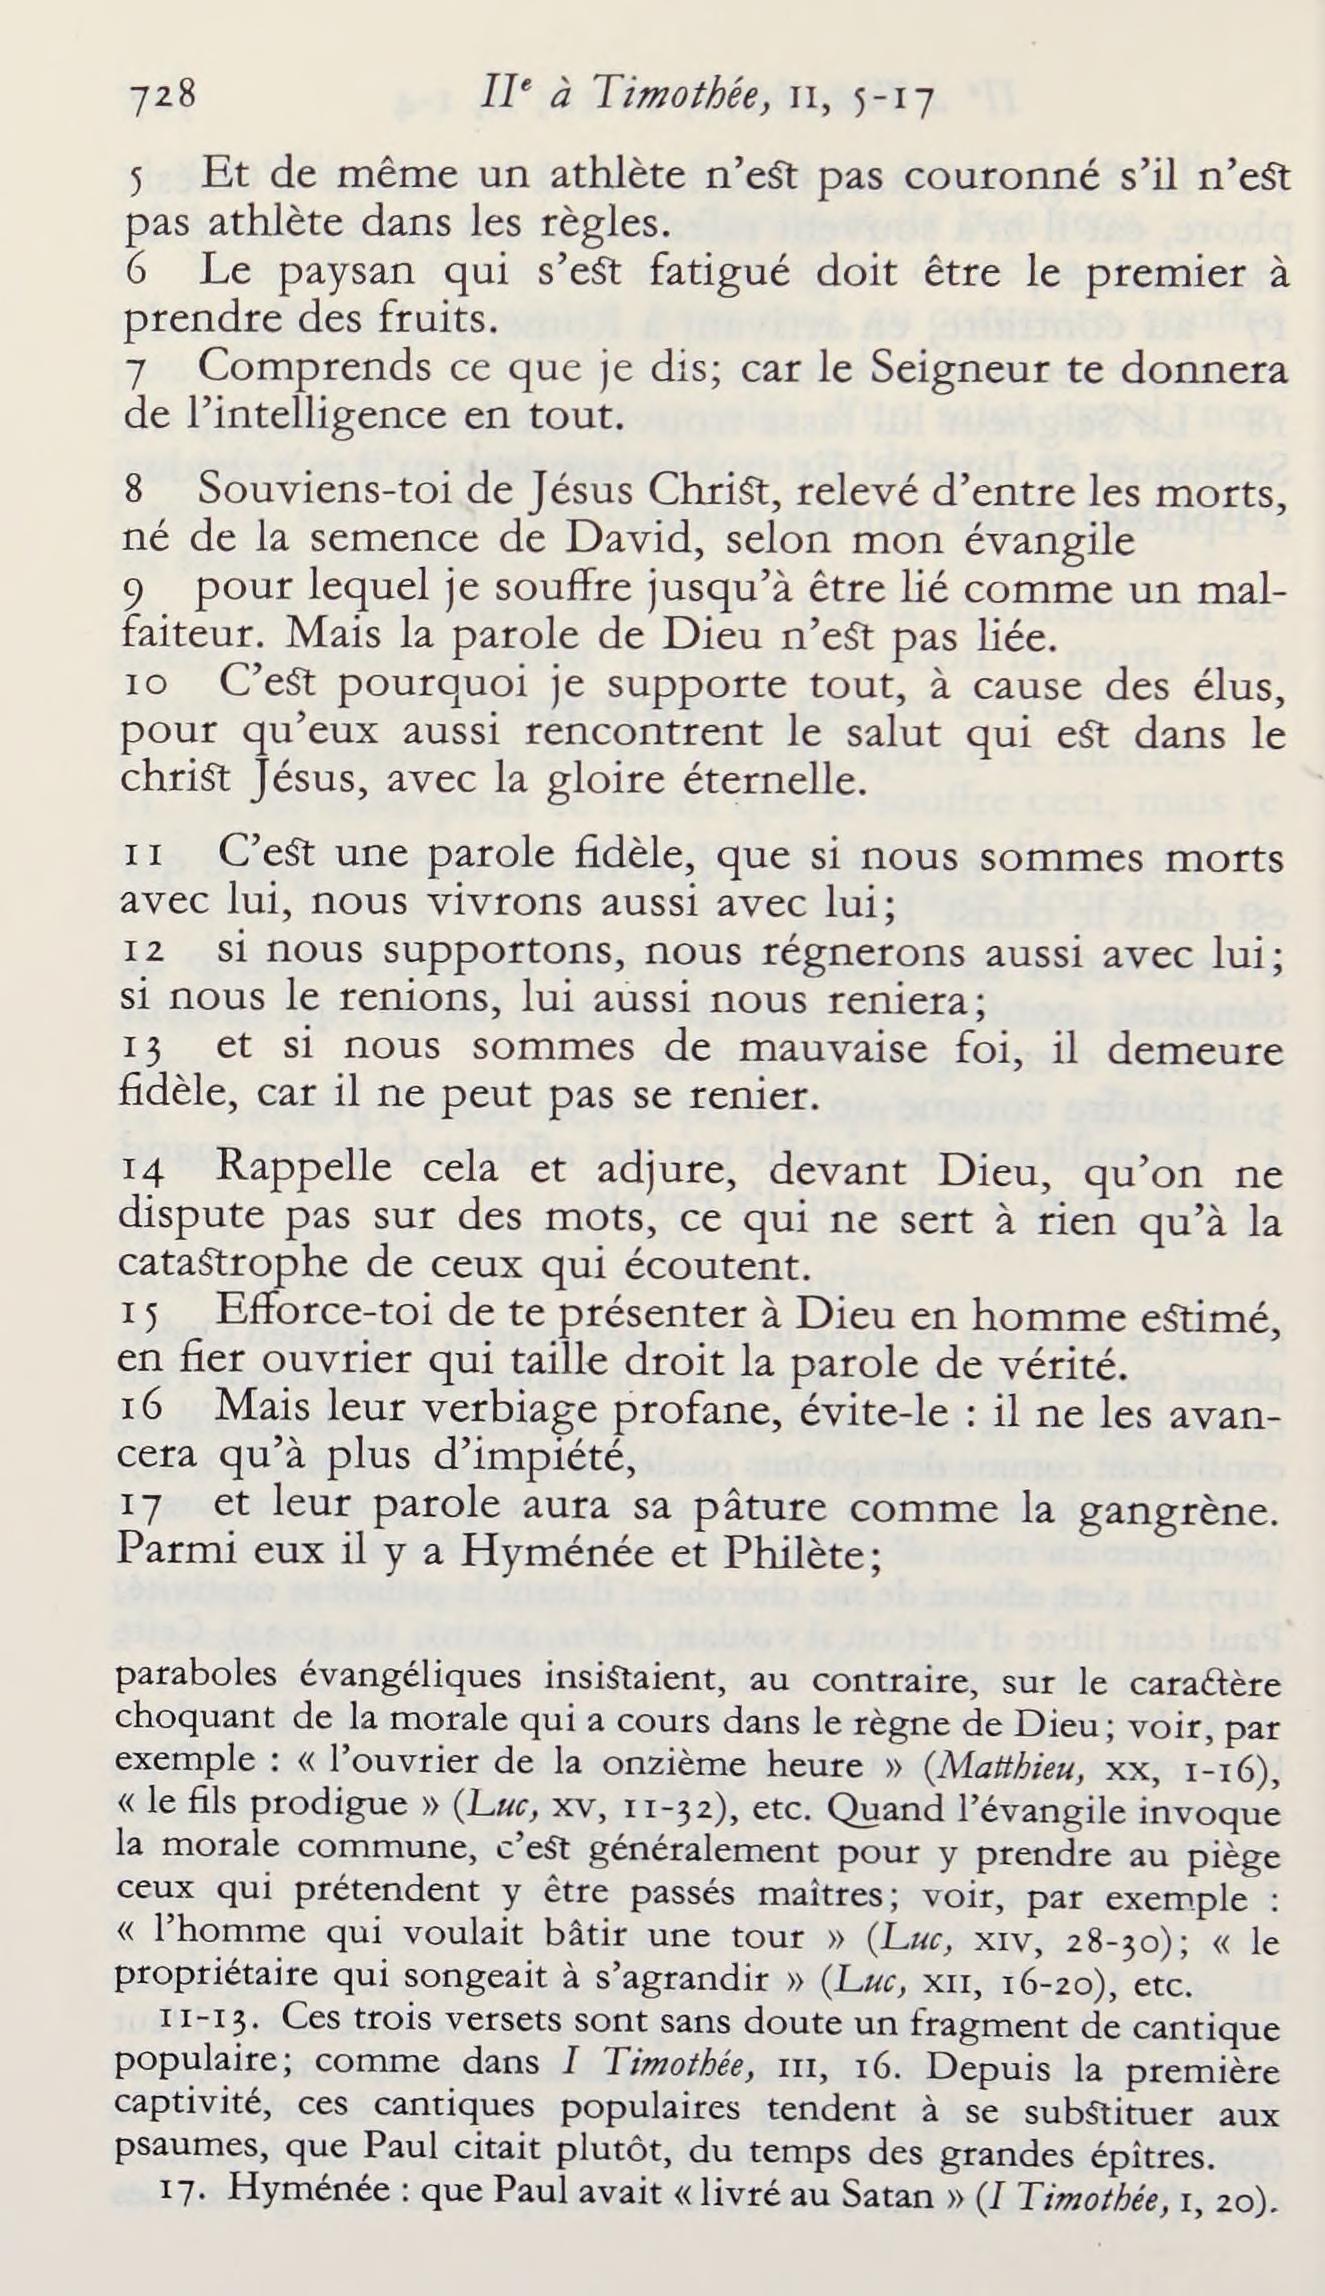 728 IIe à Timothée, II, 5-17
5 Et de même un athlète n’est pas couronné s’il n’est
pas athlète dans les règles.
6 Le paysan qui s’est fatigué doit être le premier à
prendre des fruits.
7 Comprends ce que je dis; car le Seigneur te donnera
de l’intelligence en tout.
8 Souviens-toi de Jésus Christ, relevé d’entre les morts,
né de la semence de David, selon mon évangile
9 pour lequel je souffre jusqu’à être lié comme un mal-
faiteur. Mais la parole de Dieu n’est pas liée.
10 C’est pourquoi je supporte tout, à cause des élus,
pour qu’eux aussi rencontrent le salut qui est dans le
christ Jésus, avec la gloire éternelle.
11 C’est une parole fidèle, que si nous sommes morts
avec lui, nous vivrons aussi avec lui;
12 si nous supportons, nous régnerons aussi avec lui;
si nous le renions, lui aussi nous reniera;
13 et si nous sommes de mauvaise foi, il demeure
fidèle, car il ne peut pas se renier.
14 Rappelle cela et adjure, devant Dieu, qu’on ne
dispute pas sur des mots, ce qui ne sert à rien qu’à la
catastrophe de ceux qui écoutent.
15 Efforce-toi de te présenter à Dieu en homme estimé,
en fier ouvrier qui taille droit la parole de vérité.
16 Mais leur verbiage profane, évite-le : il ne les avan-
cera qu’à plus d’impiété,
17 et leur parole aura sa pâture comme la gangrène.
Parmi eux il y a Hyménée et Philète;
paraboles évangéliques insistaient, au contraire, sur le caractère
choquant de la morale qui a cours dans le règne de Dieu; voir, par
exemple : « l’ouvrier de la onzième heure » (Matthieu, XX, 1-16),
« le fils prodigue » (Luc, XV, 11-32), etc. Quand l’évangile invoque
la morale commune, c’est généralement pour y prendre au piège
ceux qui prétendent y être passés maîtres; voir, par exemple :
« l’homme qui voulait bâtir une tour » (Luc, XIV, 28-30); « le
propriétaire qui songeait à s’agrandir » (Luc, XII, 16-20), etc.
11-13. Ces trois versets sont sans doute un fragment de cantique
populaire; comme dans I Timothée, III, 16. Depuis la première
captivité, ces cantiques populaires tendent à se substituer aux
psaumes, que Paul citait plutôt, du temps des grandes épîtres.
17. Hyménée : que Paul avait « livré au Satan » (I Timothée, I, 20).